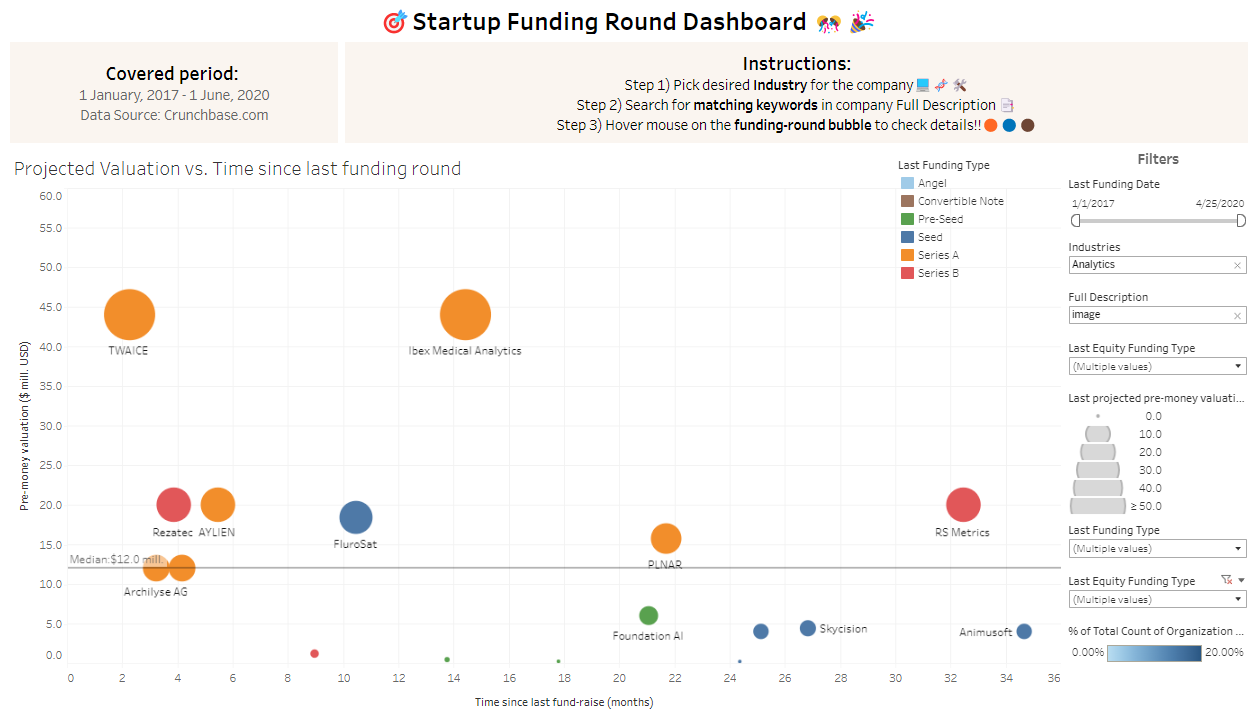 🎯 Startup Funding Round Dashboard 🎊 🎉
Covered period:
1 January, 2017 - 1 June, 2020
Data Source: Crunchbase.com
Instructions:
Step 1) Pick desired Industry for the company 💻 🧬 🛠
Step 2) Search for matching keywords in company Full Description 📑
Step 3) Hover mouse on the funding-round bubble to check details!! 🟠 🔵 🟤
Projected Valuation vs. Time since last funding round
Last Funding Type
Angel
Convertible Note
Pre-Seed
Seed
Series A
Series B
60.0
55.0
50.0
45.0
40.0
35.0
30.0
25.0
20.0
15.0
10.0
5.0
0.0
Pre-money valuation ($ mill. USD)
TWAICE
Ibex Medical Analytics
Rezatec
AYLIEN
FluroSat
RS Metrics
PLNAR
Median:$12.0 mill.
Archilyse AG
Foundation AI
Skycision
Animusoft
0 2 4 6 8 10 12 14 16 18 20 22 24 26 28 30 32 34 36
Time since last fund-raise (months)
Filters
Last Funding Date
1/1/2017 4/25/2020
Industries
Analytics
Full Description
image
Last Equity Funding Type
(Multiple values)
Last projected pre-money valuati...
0.0
10.0
20.0
30.0
40.0
≥ 50.0
Last Funding Type
(Multiple values)
Last Equity Funding Type
(Multiple values)
% of Total Count of Organization ...
0.00% 20.00%